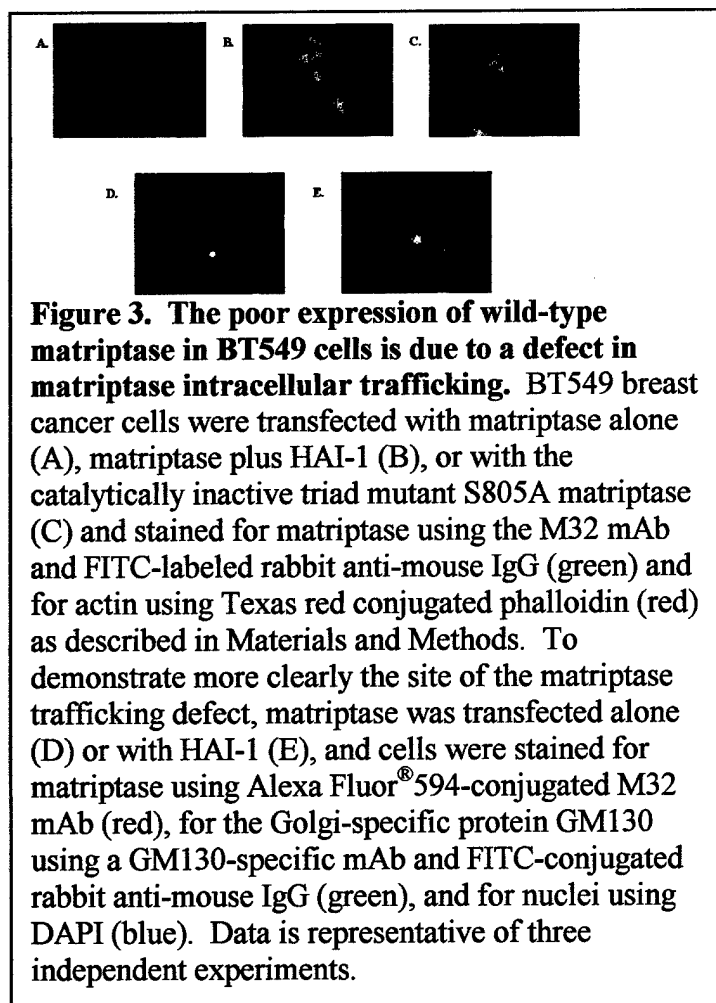 A. B. C.
D. E.
Figure 3. The poor expression of wild-type
matriptase in BT549 cells is due to a defect in
matriptase intracellular trafficking. BT549 breast
cancer cells were transfected with matriptase alone
(A), matriptase plus HAI-1 (B), or with the
catalytically inactive triad mutant S805A matriptase
(C) and stained for matriptase using the M32 mAb
and FITC-labeled rabbit anti-mouse IgG (green) and
for actin using Texas red conjugated phalloidin (red)
as described in Materials and Methods. To
demonstrate more clearly the site of the matriptase
trafficking defect, matriptase was transfected alone
(D) or with HAI-1 (E), and cells were stained for
matriptase using Alexa Fluor®594-conjugated M32
mAb (red), for the Golgi-specific protein GM130
using a GM130-specific mAb and FITC-conjugated
rabbit anti-mouse IgG (green), and for nuclei using
DAPI (blue). Data is representative of three
independent experiments.